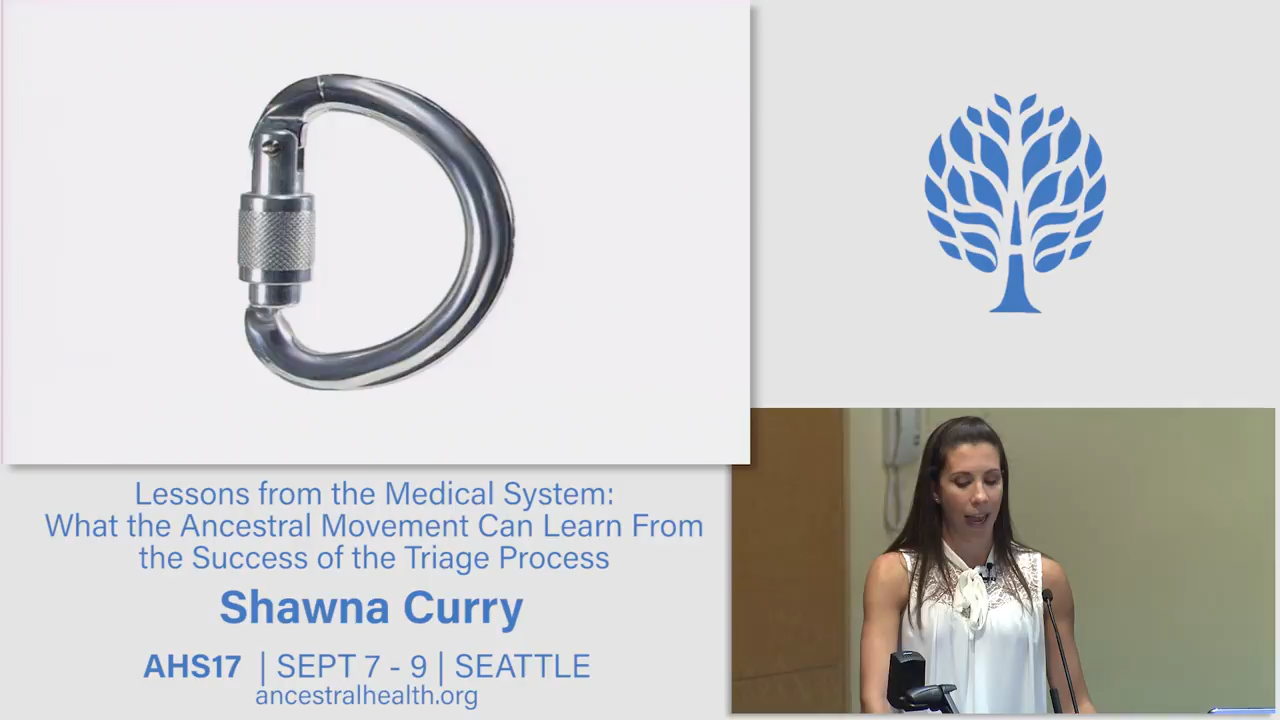 Lessons from the Medical System:
What the Ancestral Movement Can Learn From
the Success of the Triage Process
Shawna Curry
AHS17 | SEPT 7 - 9 | SEATTLE
ancestralhealth.org